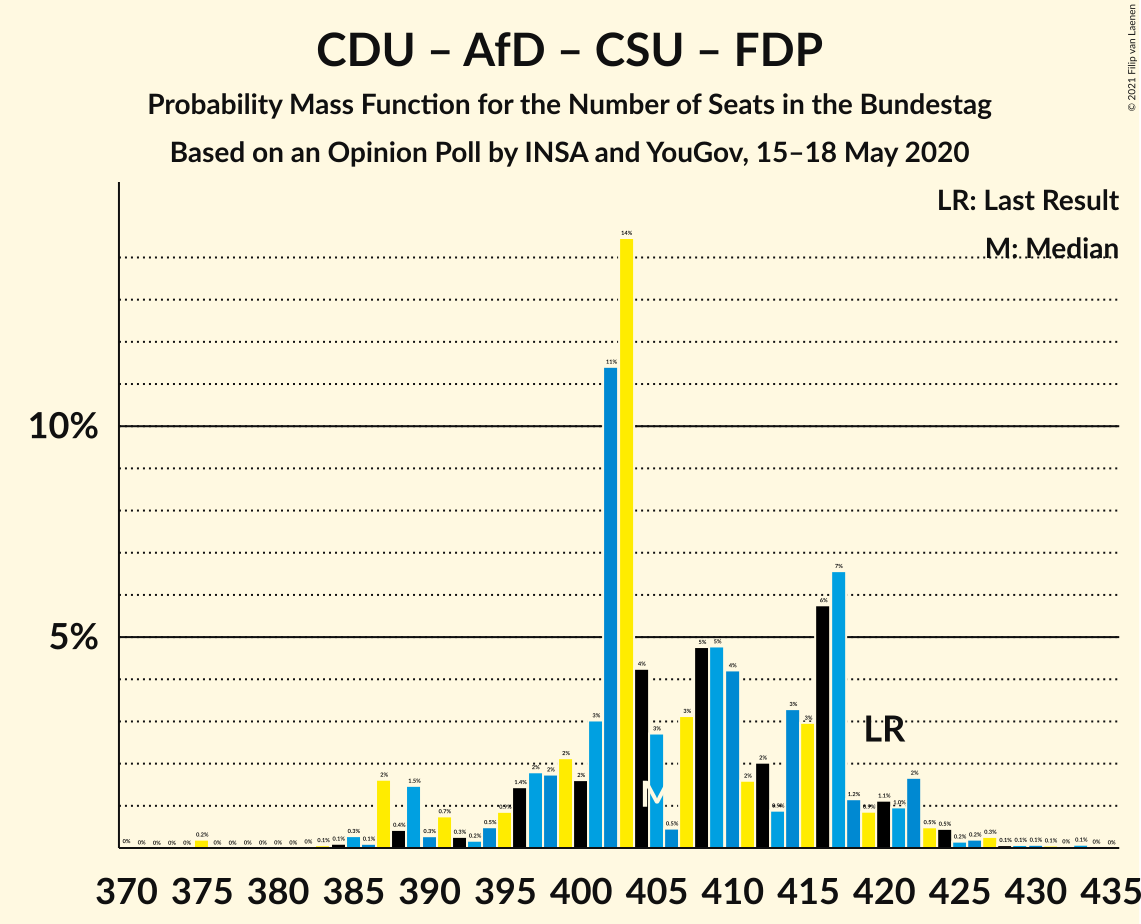 CDU – AfD – CSU – FDP
Probability Mass Function for the Number of Seats in the Bundestag
Based on an Opinion Poll by INSA and YouGov, 15–18 May 2020
© 2021 Filip van Laenen
LR: Last Result
M: Median
10%
5%
0% 0% 0% 0% 0% 0.2% 0% 0% 0% 0% 0% 0% 0% 0.1% 0.1% 0.3% 0.1% 2% 0.4% 1.5% 0.3% 0.7% 0.3% 0.2% 0.5% 0.9% 1.4% 2% 2% 2% 2% 3% 11% 14% 4% 3% 0.5% 3% 5% 5% 4% 2% 2% 0.9% 3% 3% 6% 7% 1.2% 0.9% 1.1% 1.0% 2% 0.5% 0.5% 0.2% 0.2% 0.3% 0.1% 0.1% 0.1% 0.1% 0% 0.1% 0% 0%
LR
M
370 375 380 385 390 395 400 405 410 415 420 425 430 435